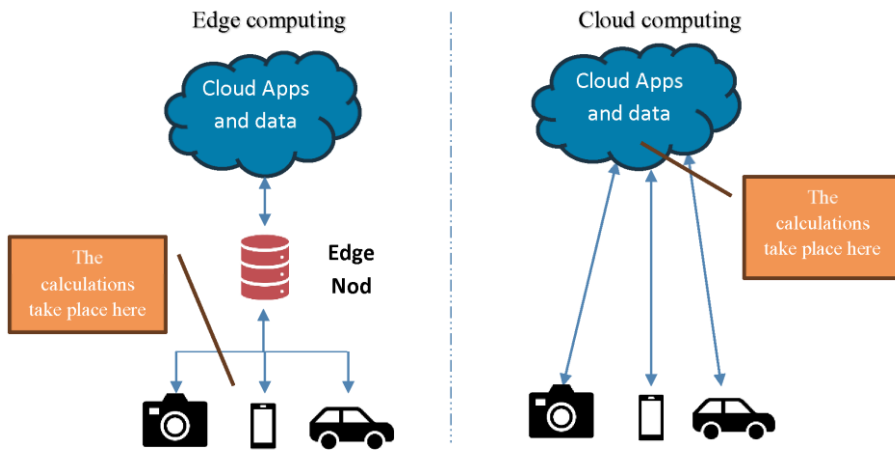 Edge computing
Cloud computing
Cloud Apps
and data
Cloud Apps
and data
The
calculations
take place here
Edge
Nod
The
calculations
take place here